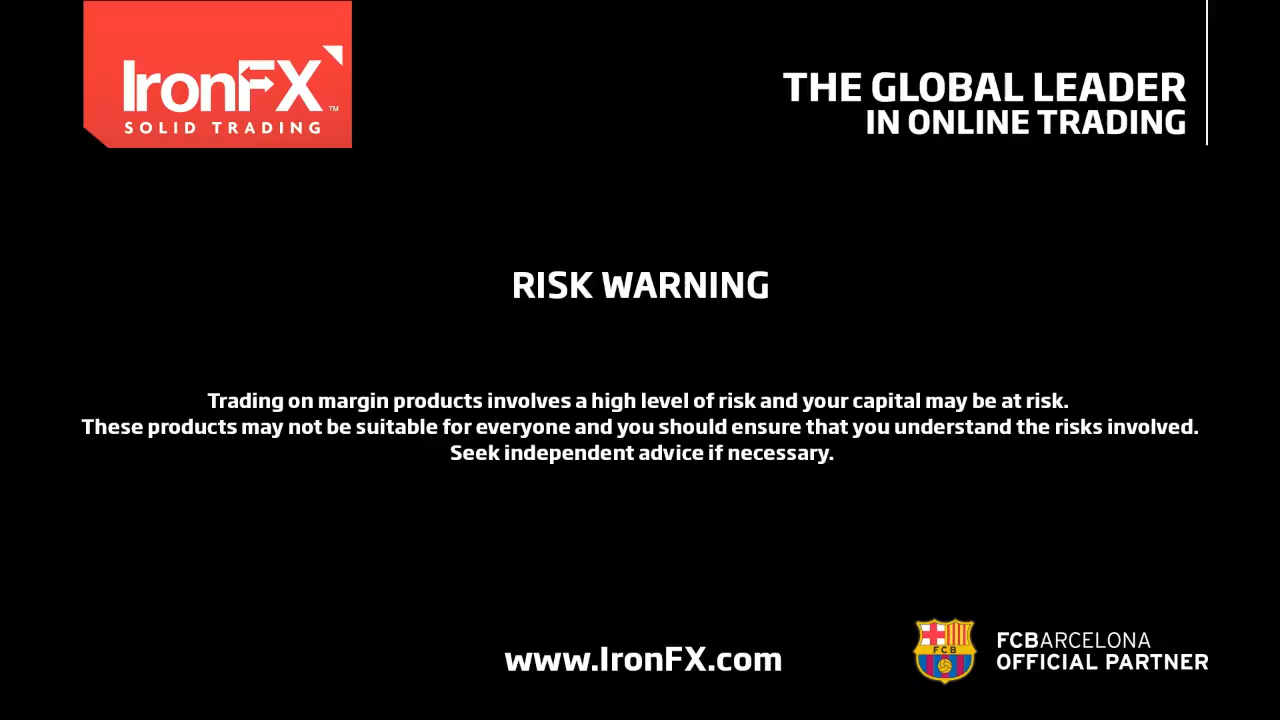 IronFX™
SOLID TRADING
THE GLOBAL LEADER
IN ONLINE TRADING
RISK WARNING
Trading on margin products involves a high level of risk and your capital may be at risk.
These products may not be suitable for everyone and you should ensure that you understand the risks involved.
Seek independent advice if necessary.
www.IronFX.com
FCB
FCBARCELONA
OFFICIAL PARTNER